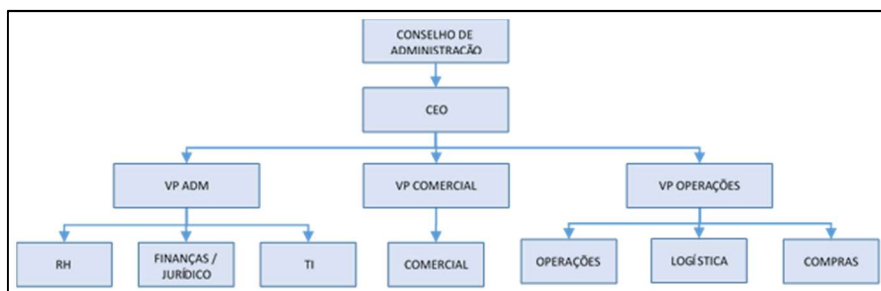 CONSELHO DE
ADMINISTRAÇÃO
CEO
VP ADM
VP COMERCIAL
VP OPERAÇÕES
RH
FINANÇAS /
JURÍDICO
TI
COMERCIAL
OPERAÇÕES
LOGÍSTICA
COMPRAS